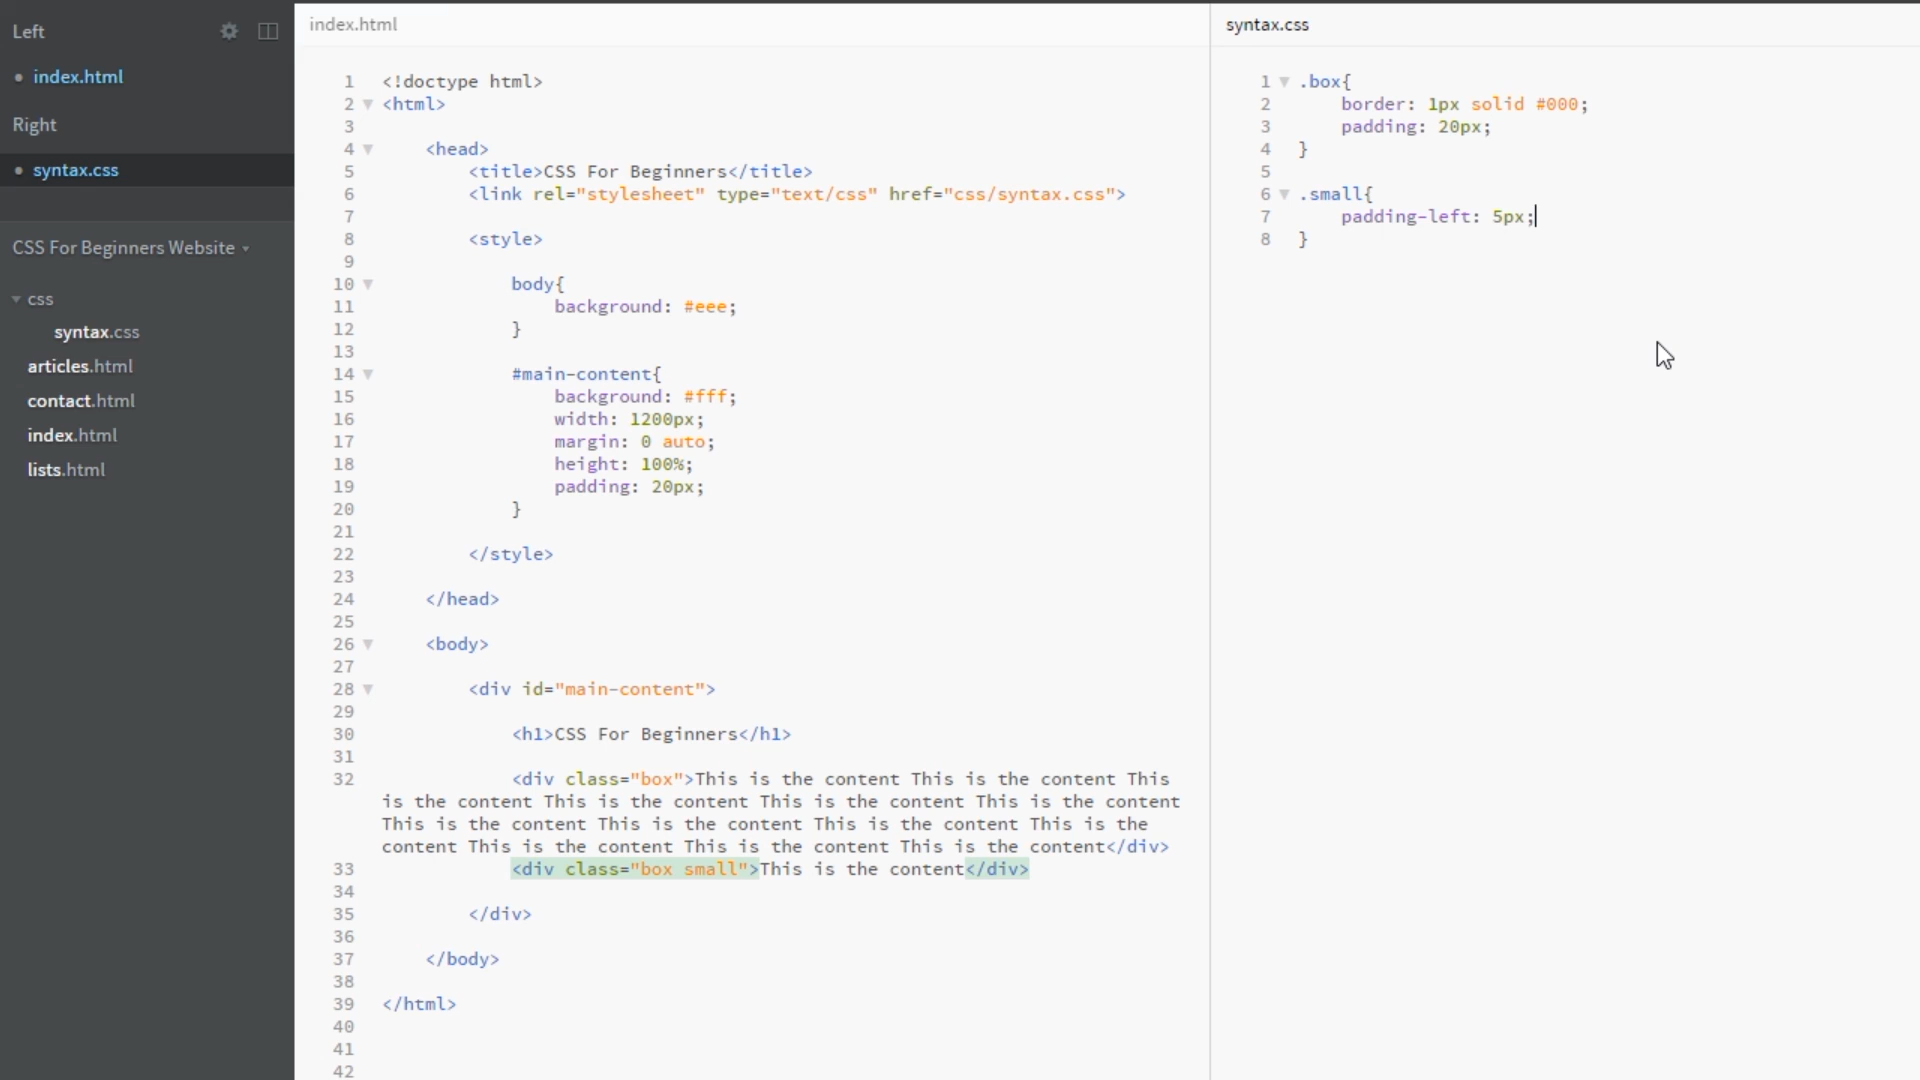 Left
index.html
Right
syntax.css
CSS For Beginners Website
css
syntax.css
articles.html
contact.html
index.html
lists.html
index.html
1 <!doctype html>
2 <html>
3
4 <head>
5 <title>CSS For Beginners</title>
6 <link rel="stylesheet" type="text/css" href="css/syntax.css">
7
8 <style>
9
10 body{
11 background: #eee;
12 }
13
14 #main-content{
15 background: #fff;
16 width: 1200px;
17 margin: 0 auto;
18 height: 100%;
19 padding: 20px;
20 }
21
22 </style>
23
24 </head>
25
26 <body>
27
28 <div id="main-content">
29
30 <h1>CSS For Beginners</h1>
31
32 <div class="box">This is the content This is the content This
is the content This is the content This is the content This is the content
This is the content This is the content This is the content This is the
content This is the content This is the content This is the content</div>
33 <div class="box small">This is the content</div>
34
35 </div>
36
37 </body>
38
39 </html>
40
41
42
syntax.css
1 .box{
2 border: 1px solid #000;
3 padding: 20px;
4 }
5
6 .small{
7 padding-left: 5px;
8 }